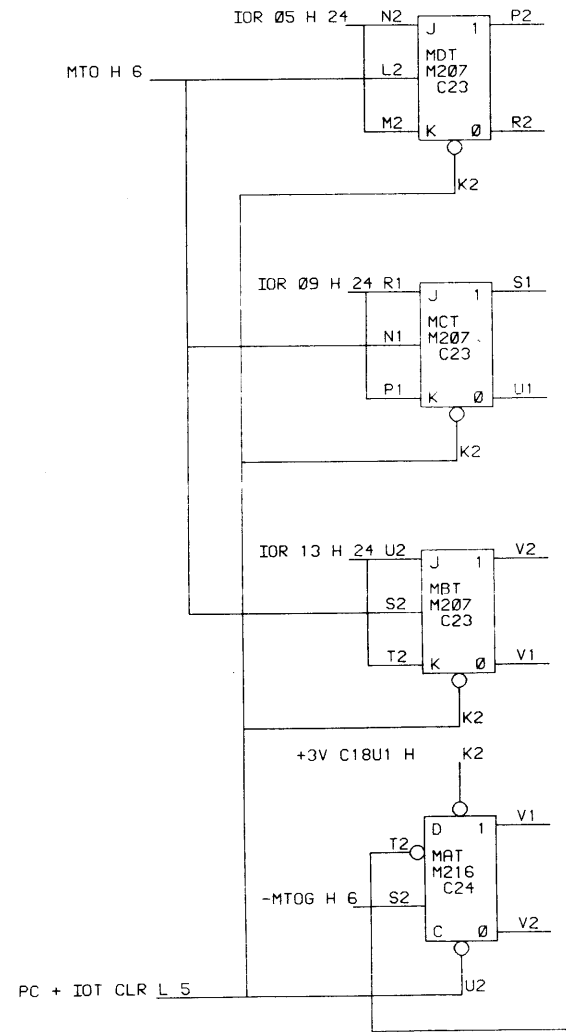 IOR Ø5 H 24 N2 P2
J 1
MDT
MTO H 6 L2 M207
C23
M2 K Ø R2
K2
IOR Ø9 H 24 R1 S1
J 1
MCT
N1 M207
C23
P1 K Ø U1
K2
IOR 13 H 24 U2 V2
J 1
MBT
S2 M207
C23
T2 K Ø V1
K2
+3V C18U1 H K2
D 1 V1
T2 MAT
M216
C24
-MTOG H 6 S2
C Ø V2
U2
PC + IOT CLR L 5